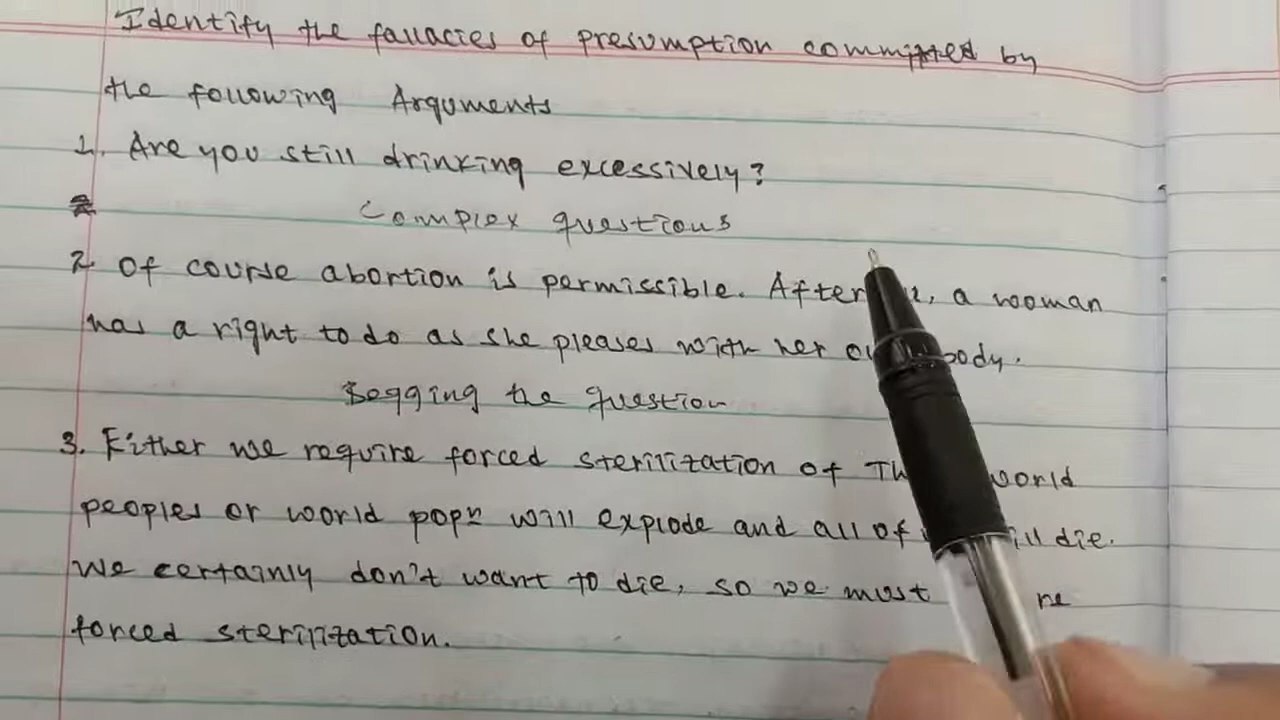 Identify the fallacies of presumption committed by
the following Arguments
1. Are you still drinking excessively?
Complex questions
2. Of course abortion is permissible. After, a woman
has a right to do as she pleases with her body.
Begging the question
3. Either we require forced sterilization of world
peoples or world popn will explode and all of die.
We certainly don't want to die, so we must
forced sterilization.